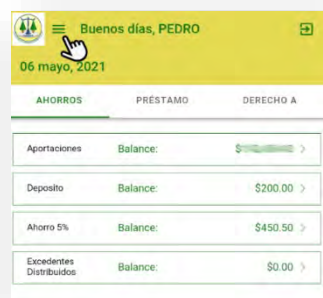 Buenos días, PEDRO
06 mayo, 2021
AHORROS PRÉSTAMO DERECHO A
Aportaciones Balance: $
Deposito Balance: $200.00
Ahorro 5% Balance: $450.50
Excedentes
Distribuidos Balance: $0.00